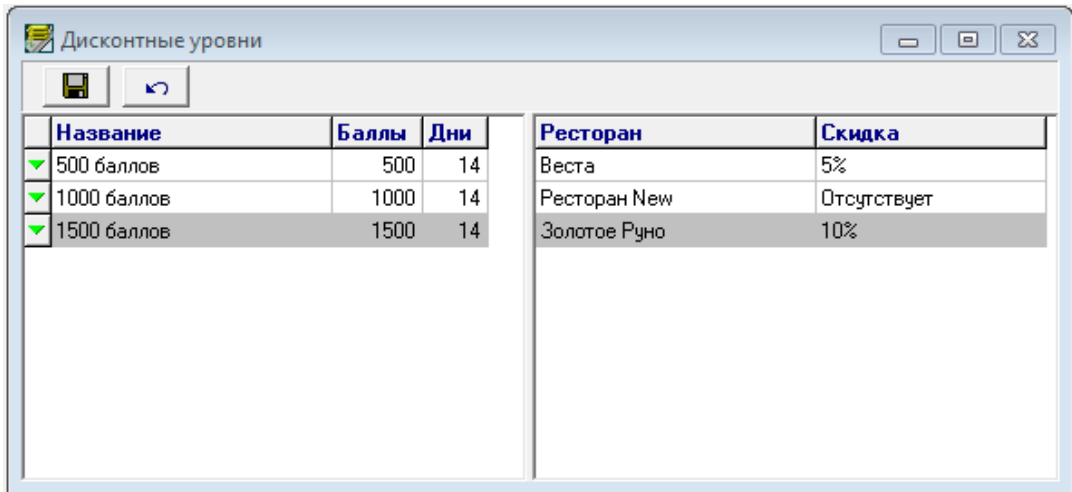 Дисконтные уровни
Название Баллы Дни
500 баллов 500 14
1000 баллов 1000 14
1500 баллов 1500 14
Ресторан Скидка
Веста 5%
Ресторан New Отсутствует
Золотое Руно 10%